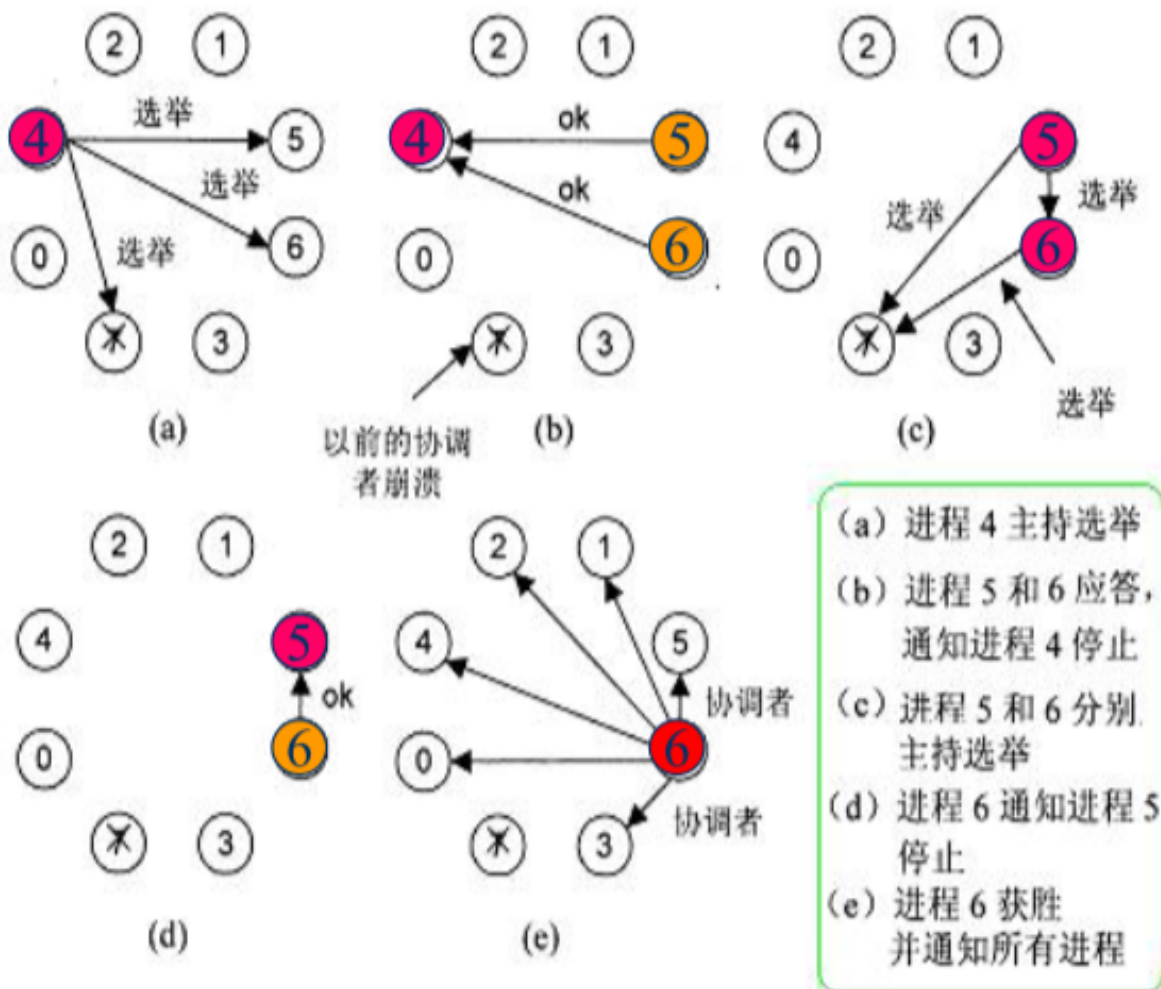 2 1
4 选举 5
选举
0 选举 6
7 3
(a)
2 1
4 ok 5
ok
0 6
7 3
以前的协调
者崩溃
(b)
2 1
4 5
选举 选举
0 6
7 3
选举
(c)
2 1
4 5
ok
0 6
7 3
(d)
2 1
4 5
协调者
0 6
协调者
7 3
(e)
(a) 进程 4 主持选举
(b) 进程 5 和 6 应答，
通知进程 4 停止
(c) 进程 5 和 6 分别
主持选举
(d) 进程 6 通知进程 5
停止
(e) 进程 6 获胜
并通知所有进程